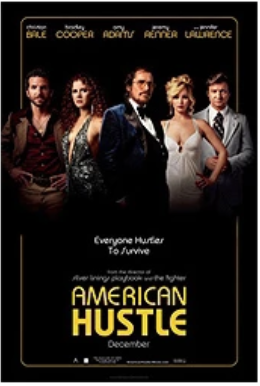 christian bradley amy jeremy and jennifer
BALE COOPER ADAMS RENNER LAWRENCE
Everyone Hustles
To Survive
from the director of
silver linings playbook and the fighter
AMERICAN
HUSTLE
December